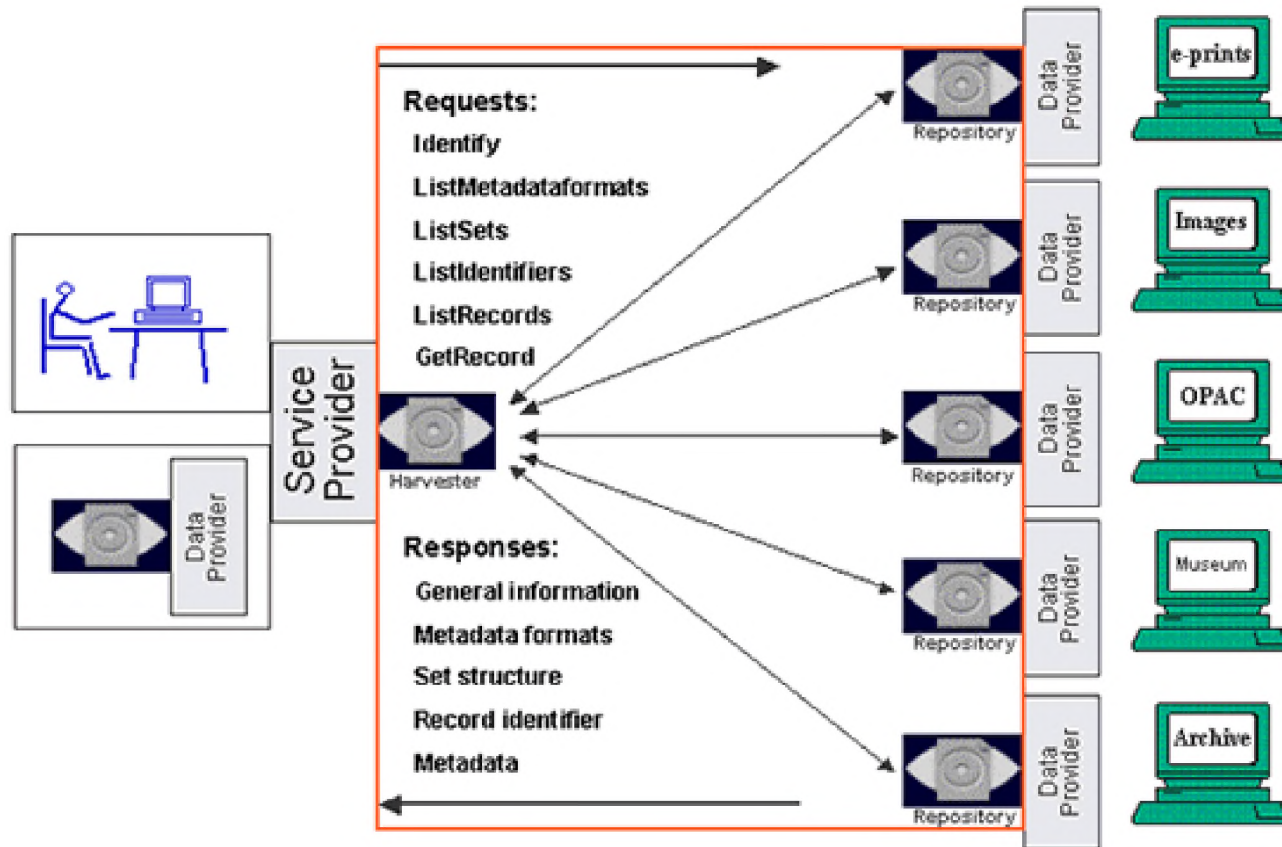 Requests:
Identify
ListMetadataformats
ListSets
ListIdentifiers
ListRecords
GetRecord
Service
Provider
Harvester
Data
Provider
Responses:
General information
Metadata formats
Set structure
Record identifier
Metadata
Repository
Data
Provider
e-prints
Repository
Data
Provider
Images
Repository
Data
Provider
OPAC
Repository
Data
Provider
Museum
Repository
Data
Provider
Archive